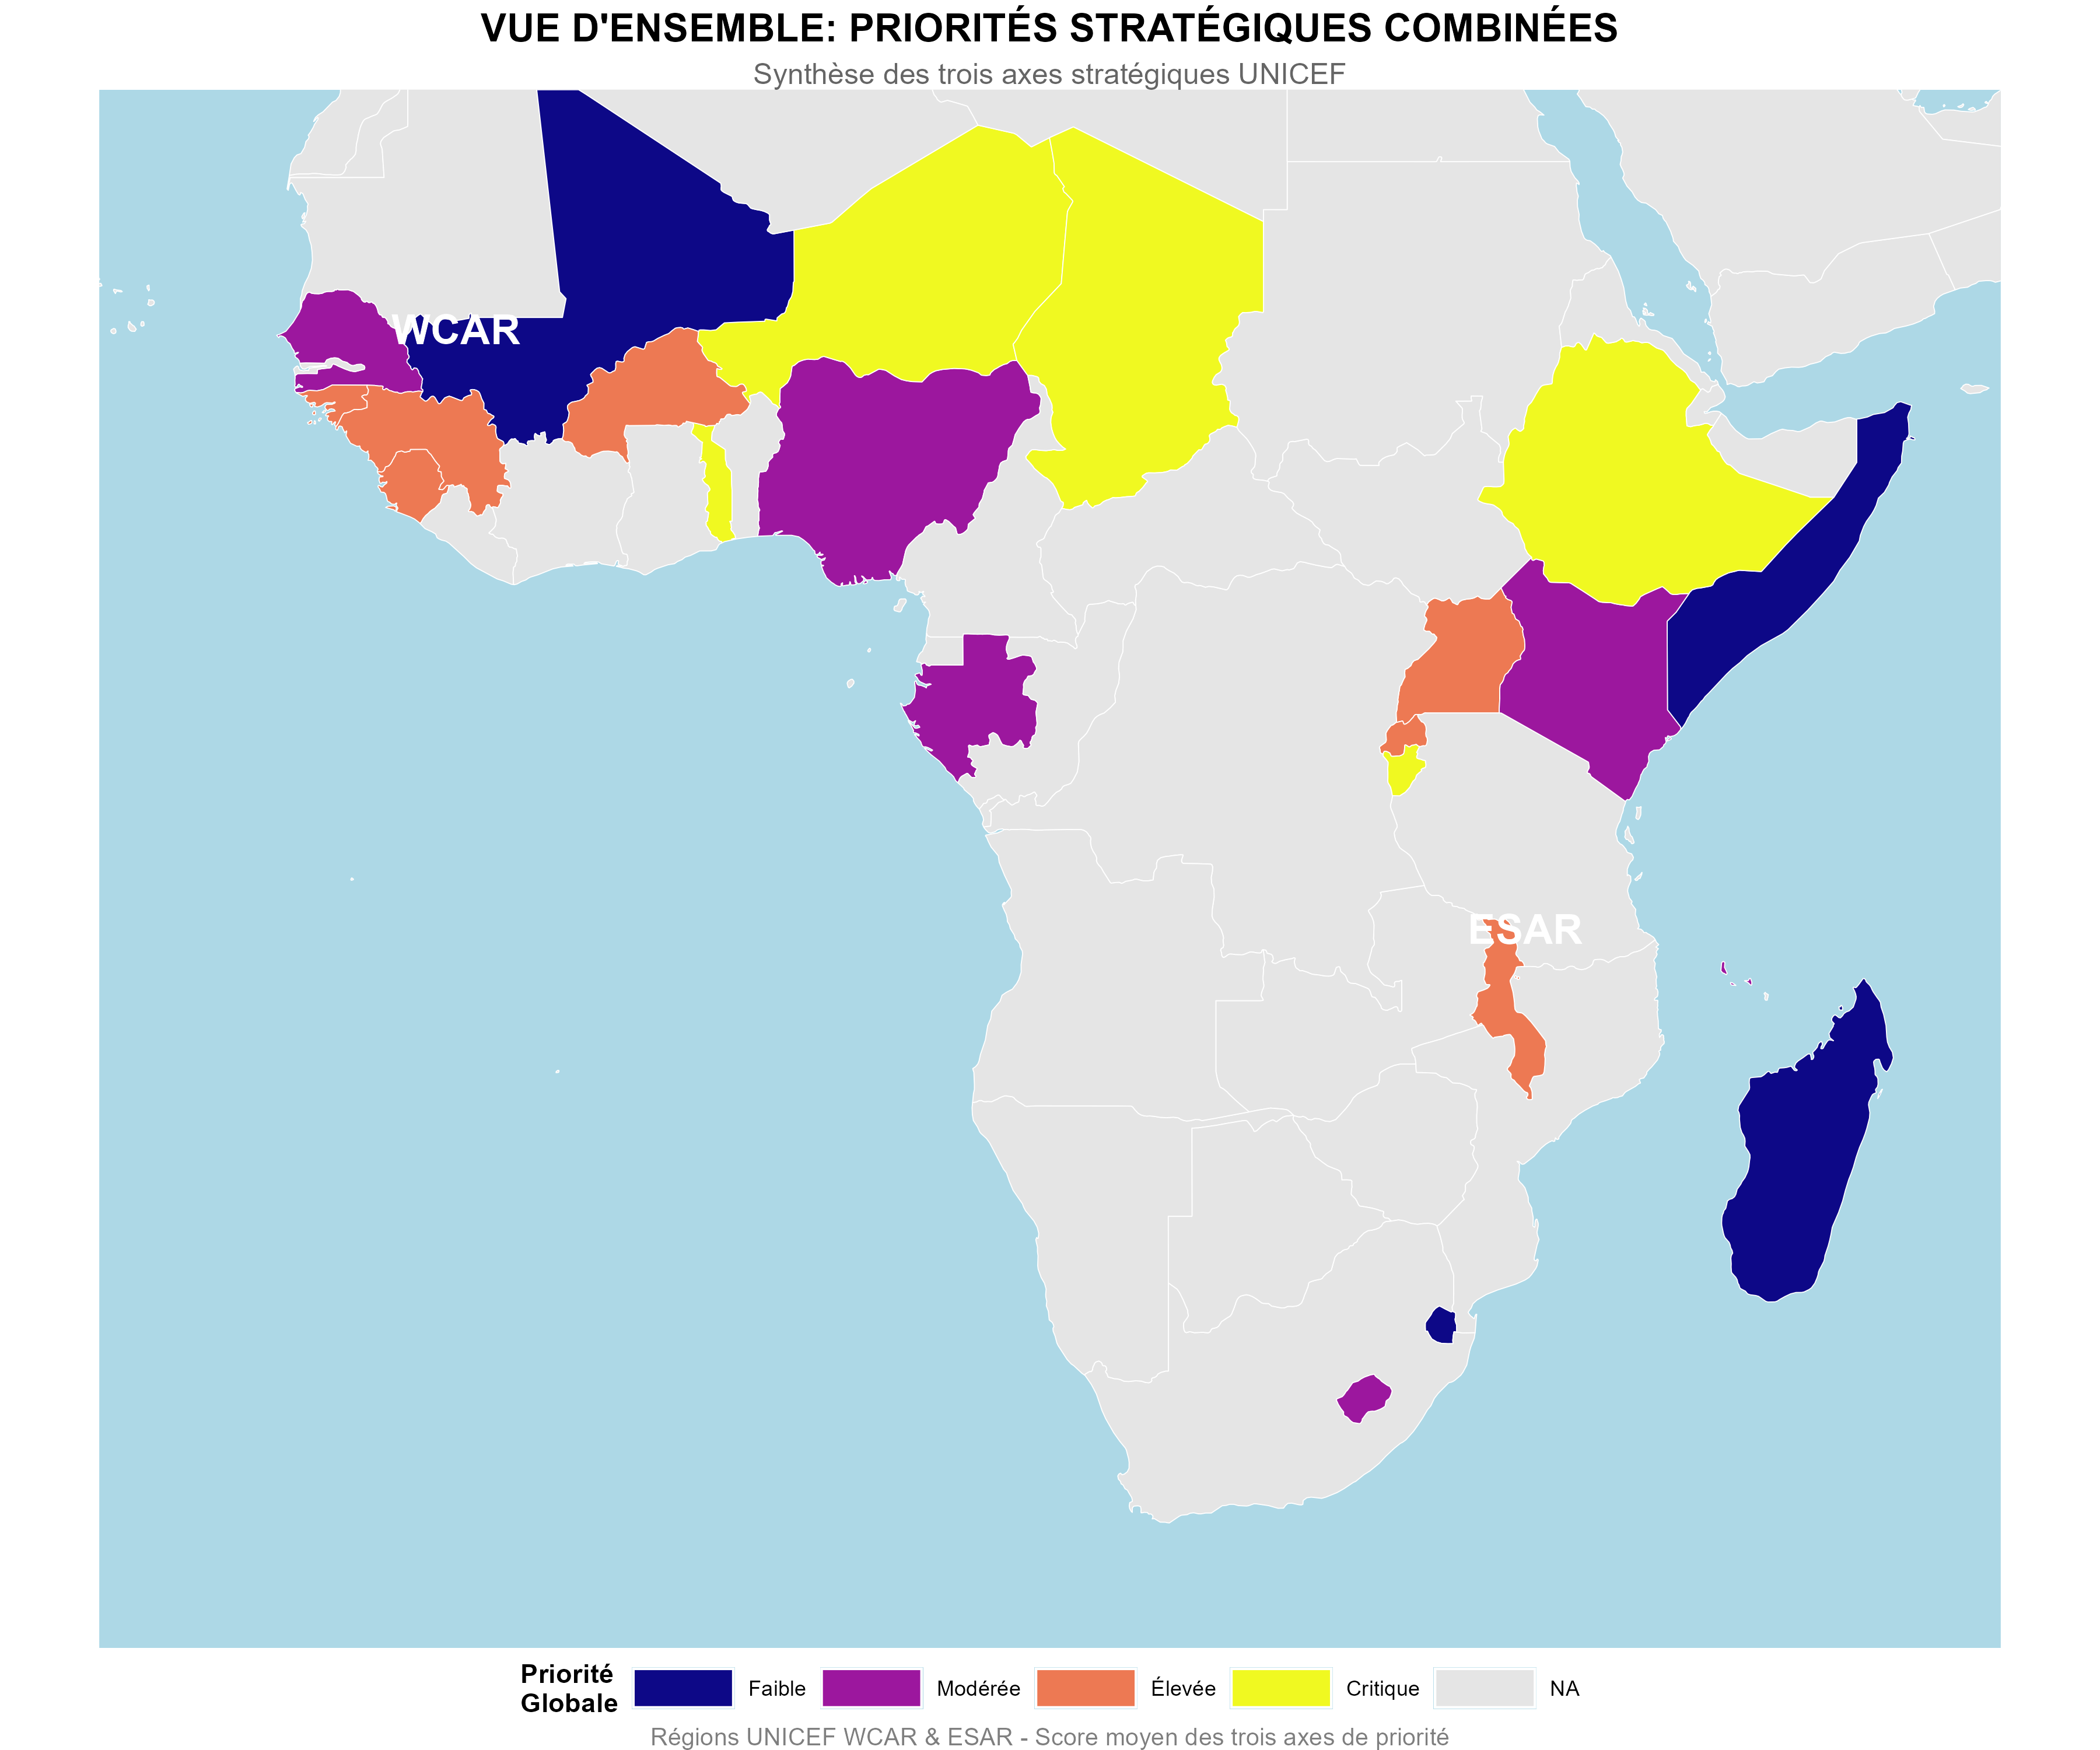 VUE D'ENSEMBLE: PRIORITÉS STRATÉGIQUES COMBINÉES
Synthèse des trois axes stratégiques UNICEF
WCAR
ESAR
Priorité
Globale
Faible
Modérée
Élevée
Critique
NA
Régions UNICEF WCAR & ESAR - Score moyen des trois axes de priorité